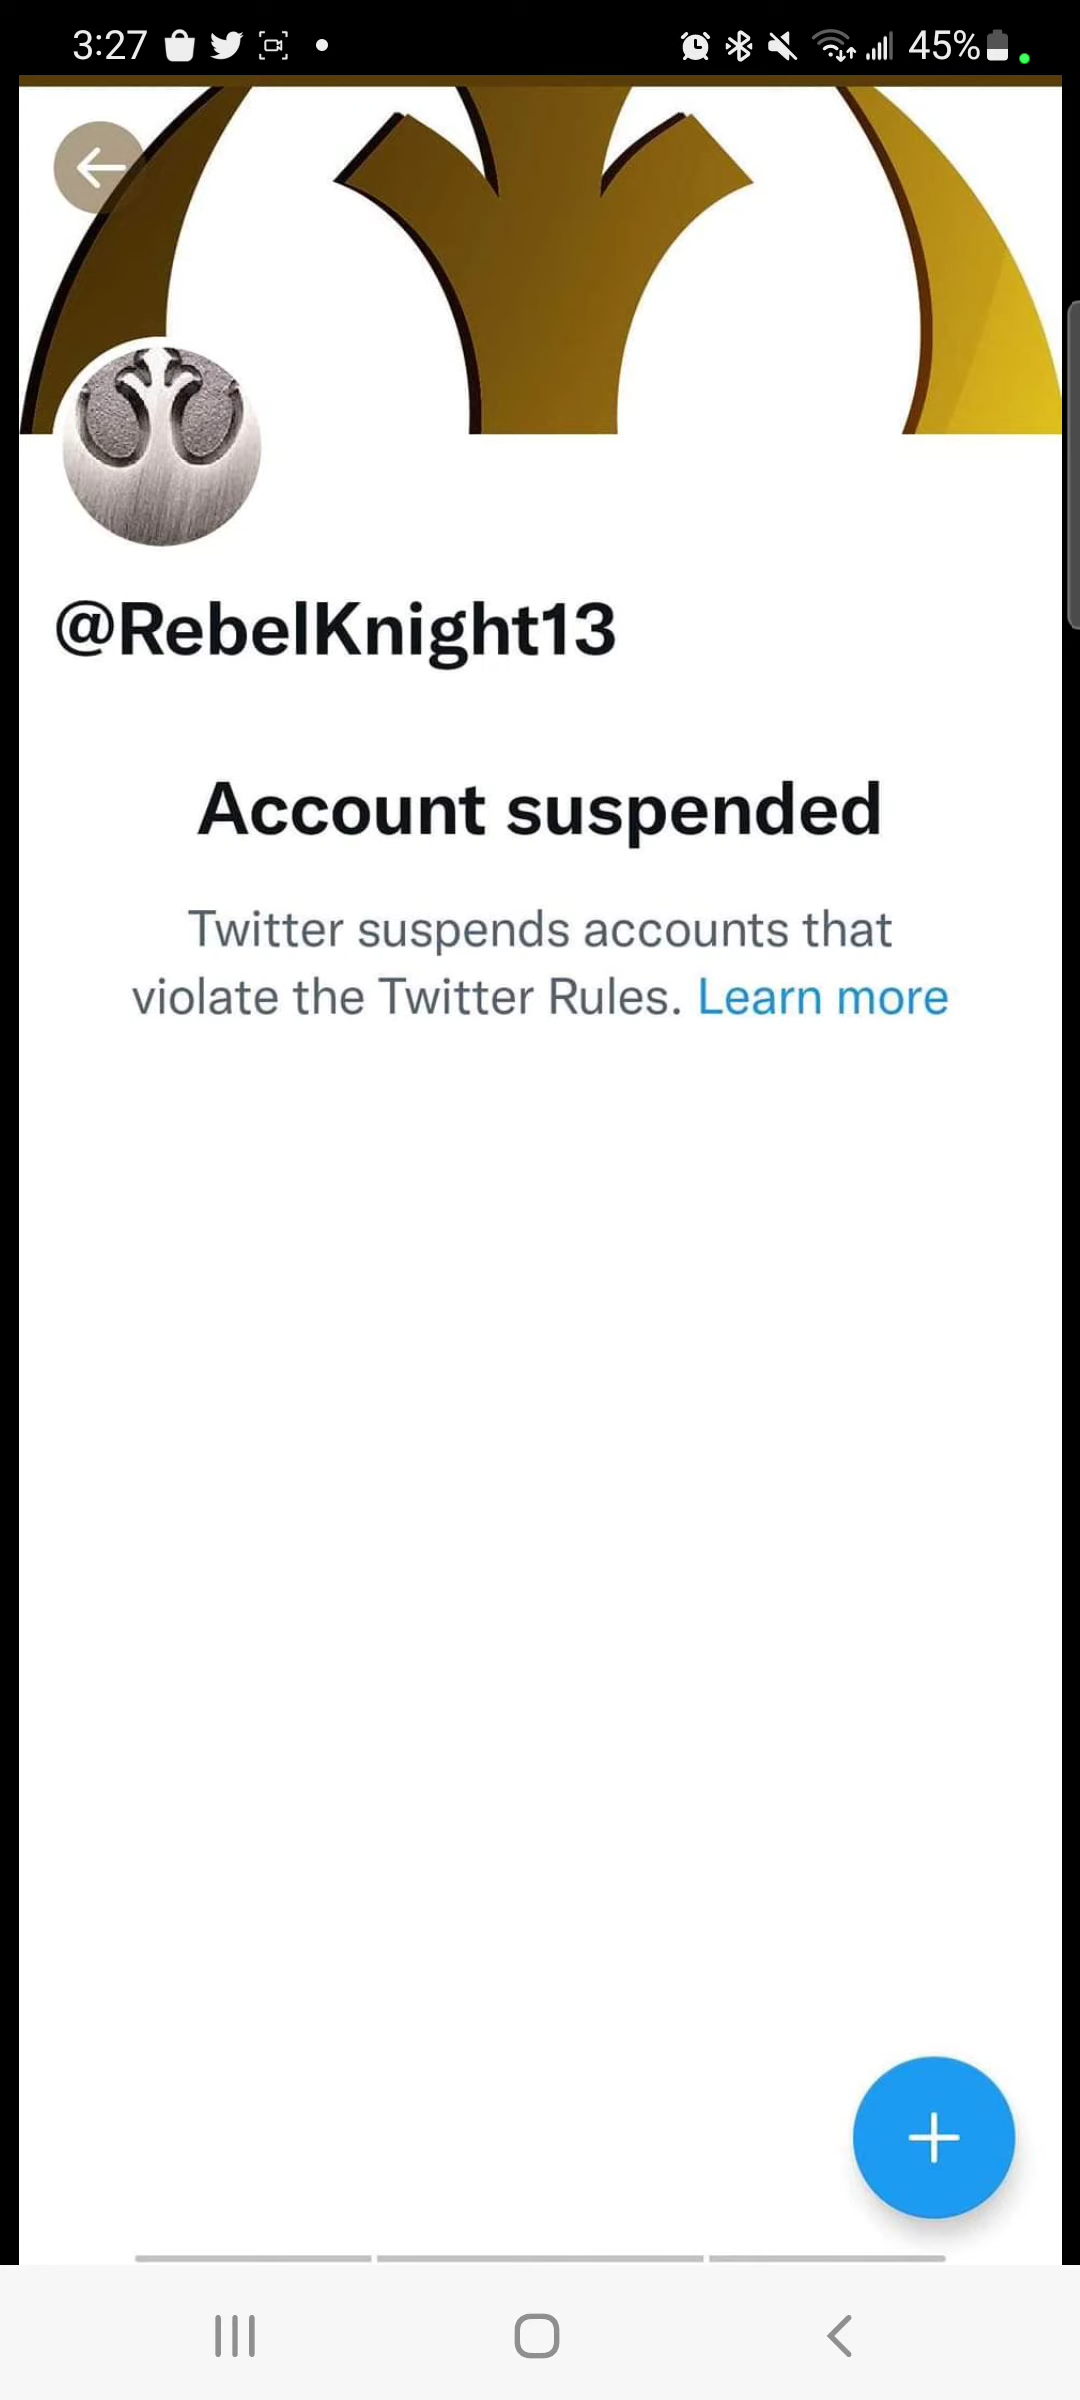 3:27 45%
@RebelKnight13
Account suspended
Twitter suspends accounts that
violate the Twitter Rules. Learn more